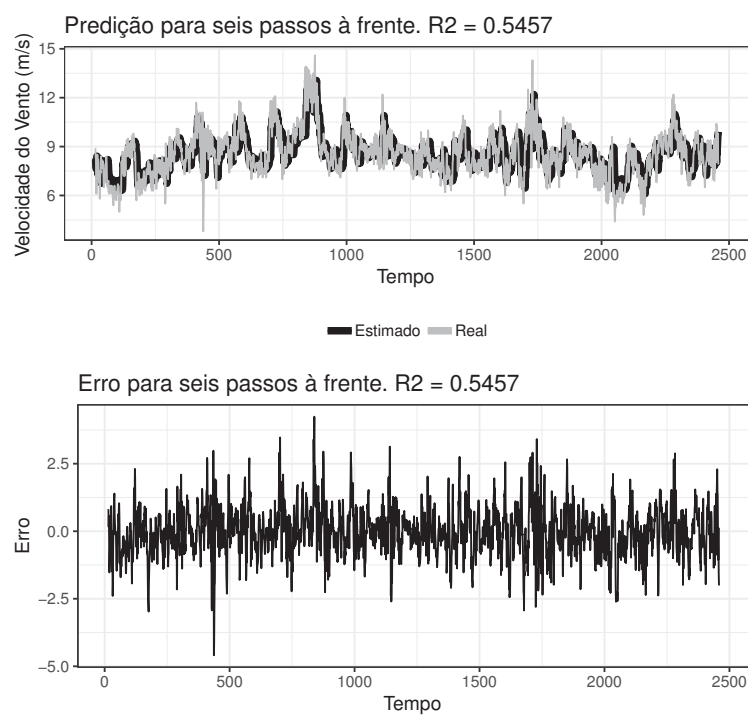 Predição para seis passos à frente. R2 = 0.5457
Velocidade do Vento (m/s)
15
12
9
6
0 500 1000 1500 2000 2500
Tempo
Estimado Real
Erro para seis passos à frente. R2 = 0.5457
Erro
2.5
0.0
−2.5
−5.0
0 500 1000 1500 2000 2500
Tempo